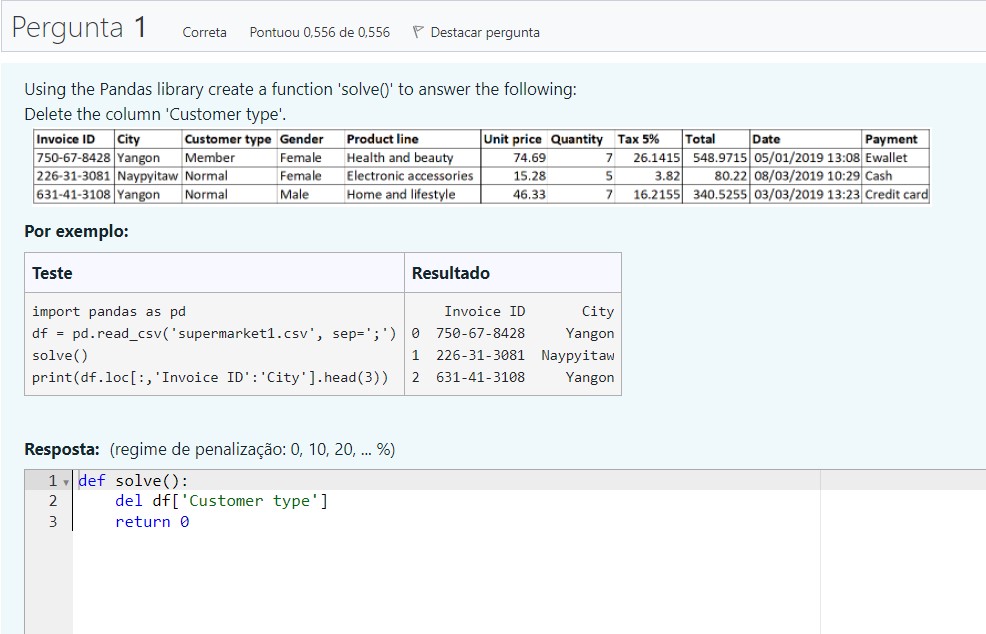 Pergunta 1 Correta Pontuou 0,556 de 0,556 Destacar pergunta
Using the Pandas library create a function 'solve()' to answer the following:
Delete the column 'Customer type'.
Invoice ID City Customer type Gender Product line Unit price Quantity Tax 5% Total Date Payment
750-67-8428 Yangon Member Female Health and beauty 74.69 7 26.1415 548.9715 05/01/2019 13:08 Ewallet
226-31-3081 Naypyitaw Normal Female Electronic accessories 15.28 5 3.82 80.22 08/03/2019 10:29 Cash
631-41-3108 Yangon Normal Male Home and lifestyle 46.33 7 16.2155 340.5255 03/03/2019 13:23 Credit card
Por exemplo:
Teste Resultado
import pandas as pd Invoice ID City
df = pd.read_csv('supermarket1.csv', sep=';') 0 750-67-8428 Yangon
solve() 1 226-31-3081 Naypyitaw
print(df.loc[:,'Invoice ID':'City'].head(3)) 2 631-41-3108 Yangon
Resposta: (regime de penalização: 0, 10, 20, ... %)
1 def solve():
2 del df['Customer type']
3 return 0